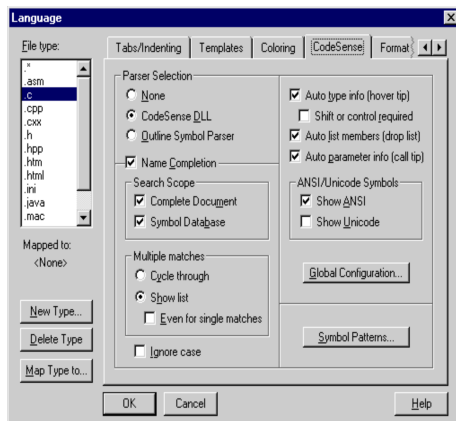 Language
File type:
.*
.asm
.c
.cpp
.cxx
.h
.hpp
.htm
.html
.ini
.java
.mac
Mapped to:
<None>
New Type...
Delete Type
Map Type to...
Tabs/Indenting Templates Coloring CodeSense Format
Parser Selection
None
CodeSense DLL
Outline Symbol Parser
Name Completion
Search Scope
Complete Document
Symbol Database
Multiple matches
Cycle through
Show list
Even for single matches
Ignore case
Auto type info (hover tip)
Shift or control required
Auto list members (drop list)
Auto parameter info (call tip)
ANSI/Unicode Symbols
Show ANSI
Show Unicode
Global Configuration...
Symbol Patterns...
OK Cancel Help